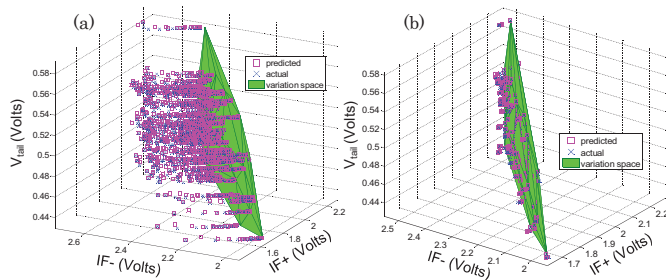 (a)
predicted
actual
variation space
0.58
0.56
0.54
0.52
0.5
0.48
0.46
0.44
V_tail (Volts)
2.6
2.4
2.2
2
IF- (Volts)
1.6
1.8
2
2.2
IF+ (Volts)
(b)
predicted
actual
variation space
0.58
0.56
0.54
0.52
0.5
0.48
0.46
0.44
V_tail (Volts)
2.5
2.4
2.3
2.2
2.1
2
IF- (Volts)
1.7
1.8
1.9
2
2.1
2.2
IF+ (Volts)